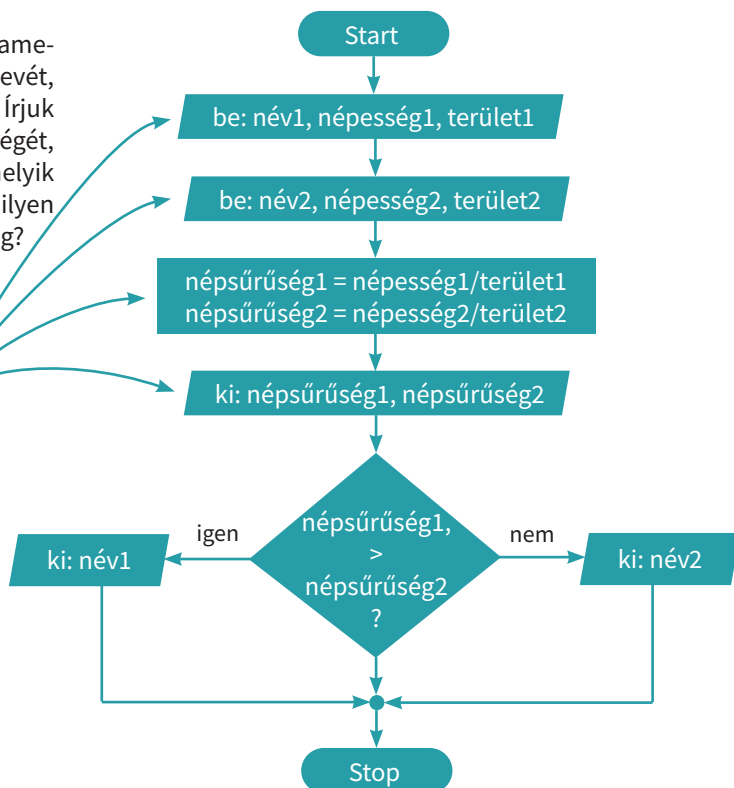 ame-
evét,
Írjuk
égét,
elyik
ilyen
g?
Start
be: név1, népesség1, terület1
be: név2, népesség2, terület2
népsűrűség1 = népesség1/terület1
népsűrűség2 = népesség2/terület2
ki: népsűrűség1, népsűrűség2
népsűrűség1,
>
népsűrűség2
?
igen
nem
ki: név1
ki: név2
Stop